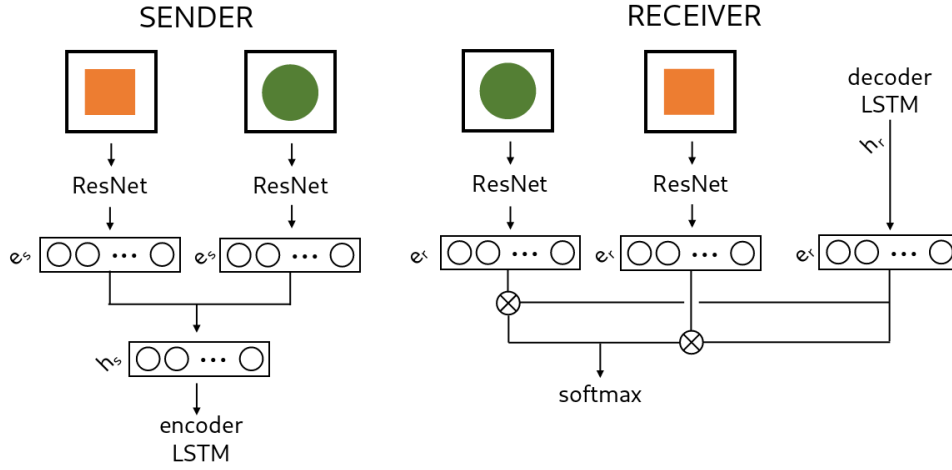 SENDER
RECEIVER
decoder
LSTM
hᵣ
ResNet
ResNet
ResNet
ResNet
eₛ
eₛ
eᵣ
eᵣ
eᵣ
hₛ
softmax
encoder
LSTM